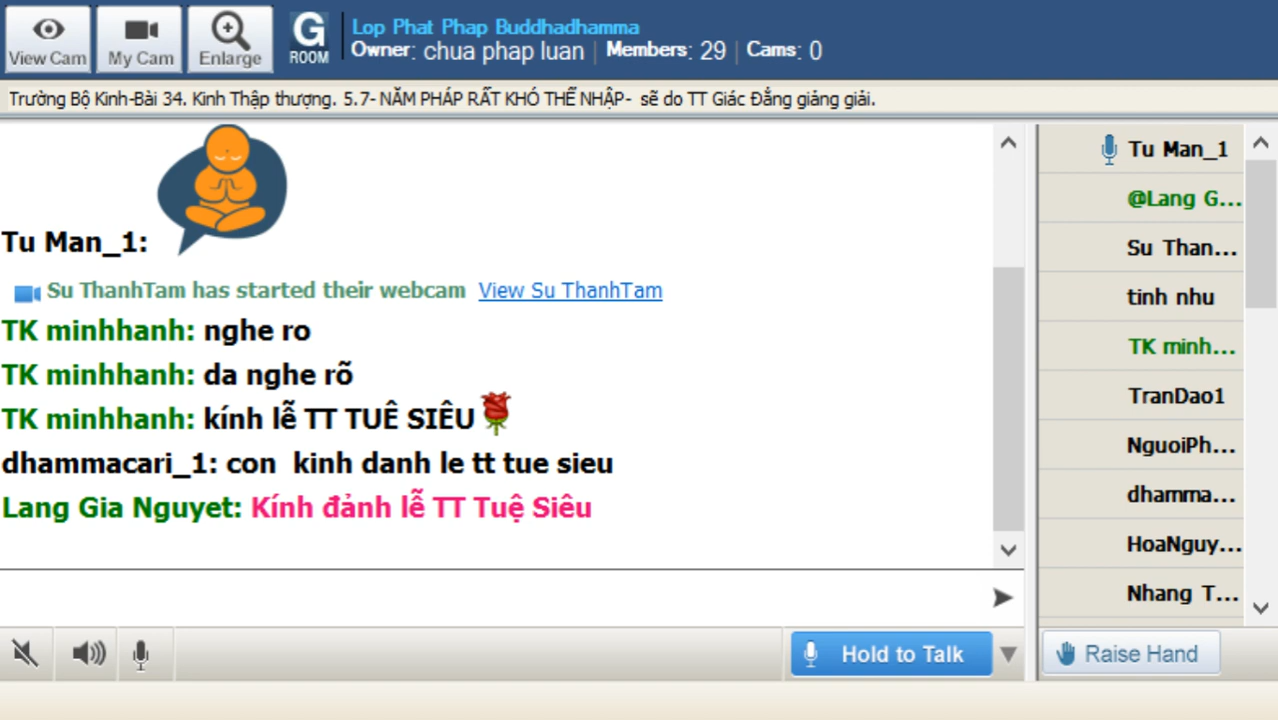 View Cam
My Cam
Enlarge
G
ROOM
Lop Phat Phap Buddhadhamma
Owner: chua phap luan | Members: 29 | Cams: 0
Trường Bộ Kinh-Bài 34. Kinh Thập thượng. 5.7- NĂM PHÁP RẤT KHÓ THỂ NHẬP- sẽ do TT Giác Đẳng giảng giải.
Tu Man_1:
Su ThanhTam has started their webcam View Su ThanhTam
TK minhhanh: nghe ro
TK minhhanh: da nghe rõ
TK minhhanh: kính lễ TT TUÊ SIÊU
dhammacari_1: con kinh danh le tt tue sieu
Lang Gia Nguyet: Kính đảnh lễ TT Tuệ Siêu
Tu Man_1
@Lang G...
Su Than...
tinh nhu
TK minh...
TranDao1
NguoiPh...
dhamma...
HoaNguy...
Nhang T...
Hold to Talk
Raise Hand